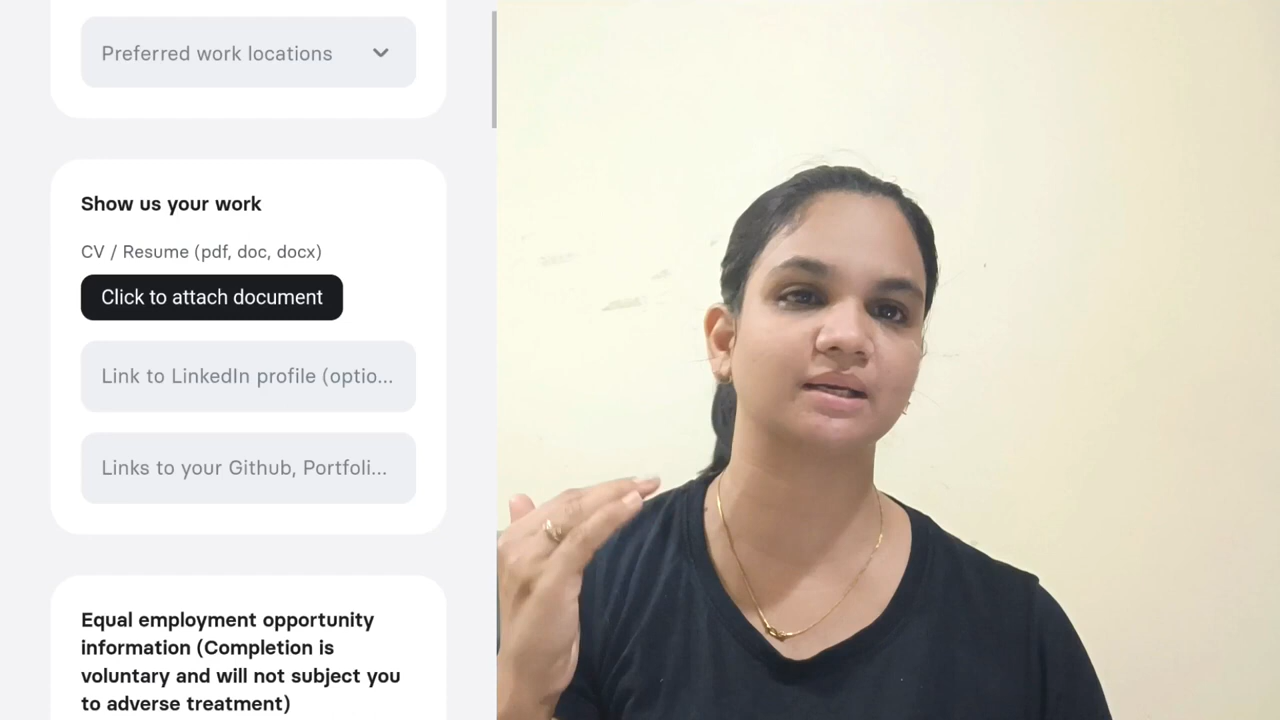 Preferred work locations
Show us your work
CV / Resume (pdf, doc, docx)
Click to attach document
Link to LinkedIn profile (optio...
Links to your Github, Portfoli...
Equal employment opportunity
information (Completion is
voluntary and will not subject you
to adverse treatment)